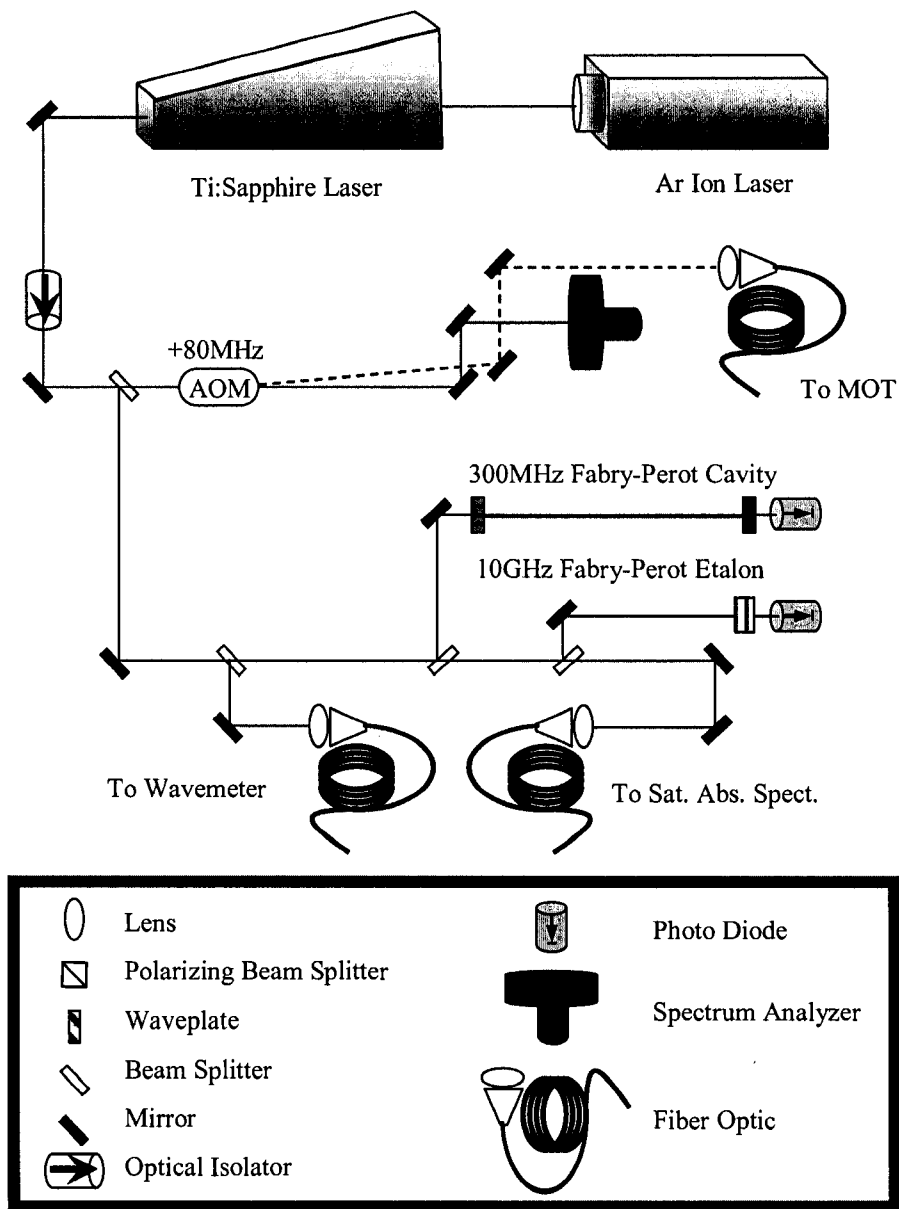 Ti:Sapphire Laser
Ar Ion Laser
+80MHz
AOM
To MOT
300MHz Fabry-Perot Cavity
10GHz Fabry-Perot Etalon
To Wavemeter
To Sat. Abs. Spect.
Lens
Polarizing Beam Splitter
Waveplate
Beam Splitter
Mirror
Optical Isolator
Photo Diode
Spectrum Analyzer
Fiber Optic